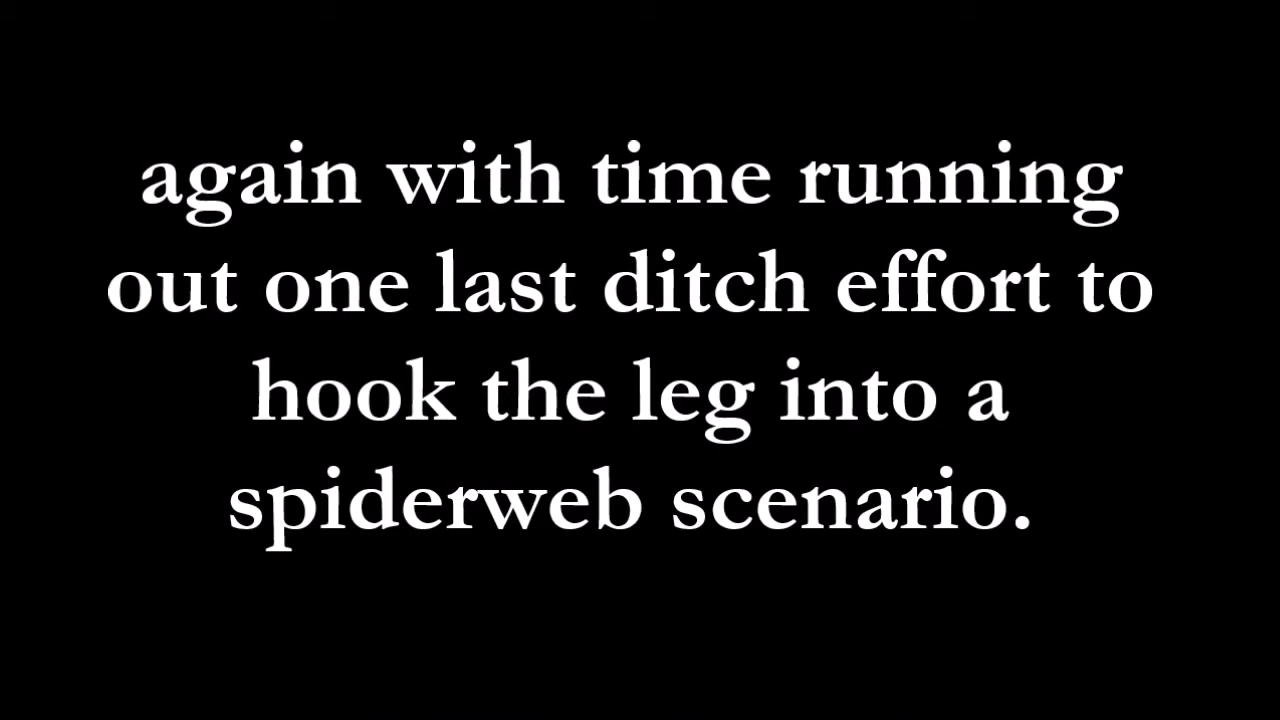 again with time running
out one last ditch effort to
hook the leg into a
spiderweb scenario.